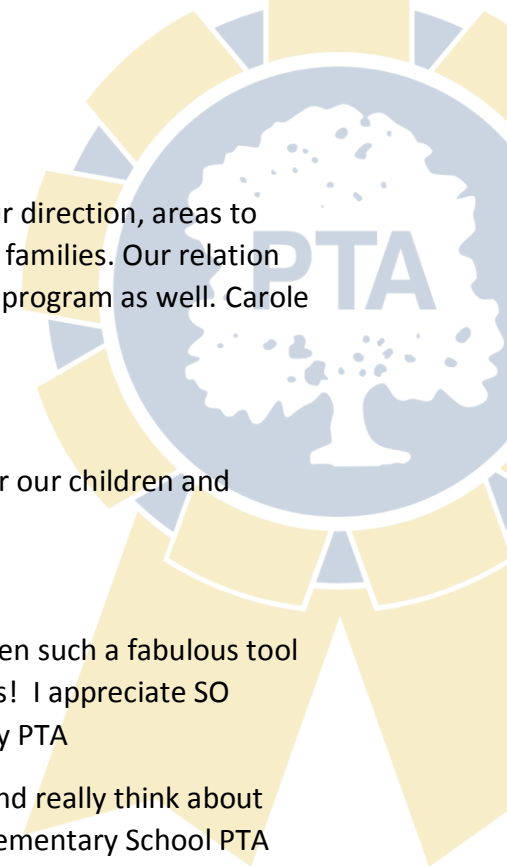 r direction, areas to
families. Our relation
program as well. Carole
PTA
r our children and
en such a fabulous tool
s!  I appreciate SO
y PTA
nd really think about
ementary School PTA